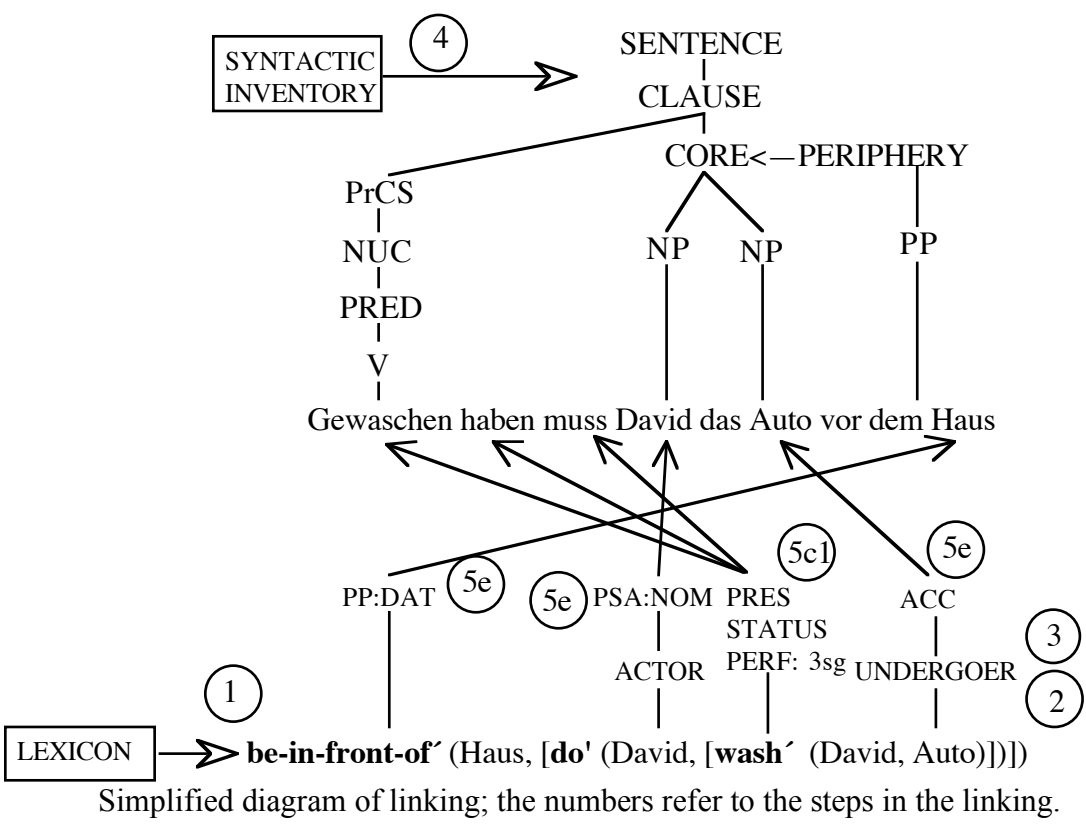 4
SENTENCE
SYNTACTIC
INVENTORY
CLAUSE
CORE<—PERIPHERY
PrCS
NUC
NP
NP
PP
PRED
V
Gewaschen haben muss David das Auto vor dem Haus
5c1
5e
PP:DAT
5e
5e
PSA:NOM
PRES
ACC
STATUS
3
ACTOR
PERF: 3sg
UNDERGOER
1
2
LEXICON
be-in-front-of´ (Haus, [do' (David, [wash´ (David, Auto)])])
Simplified diagram of linking; the numbers refer to the steps in the linking.